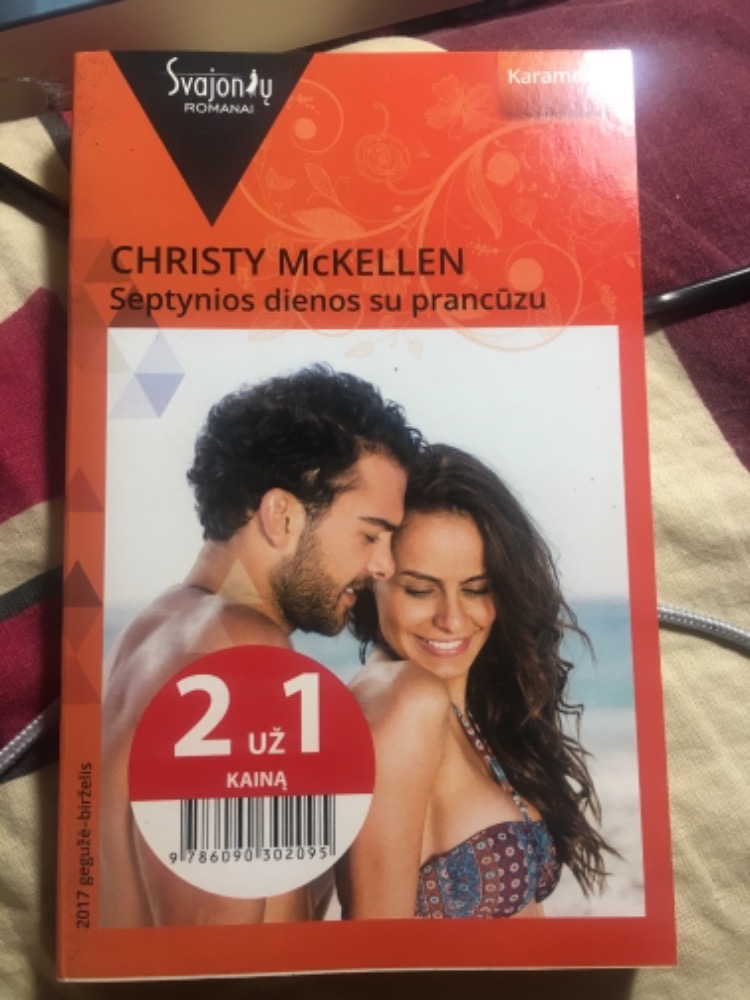 Svajonių
ROMANAI
CHRISTY McKELLEN
Septynios dienos su prancūzu
2 UŽ 1
KAINĄ
9 786090 302095
2017 gegužė–birželis